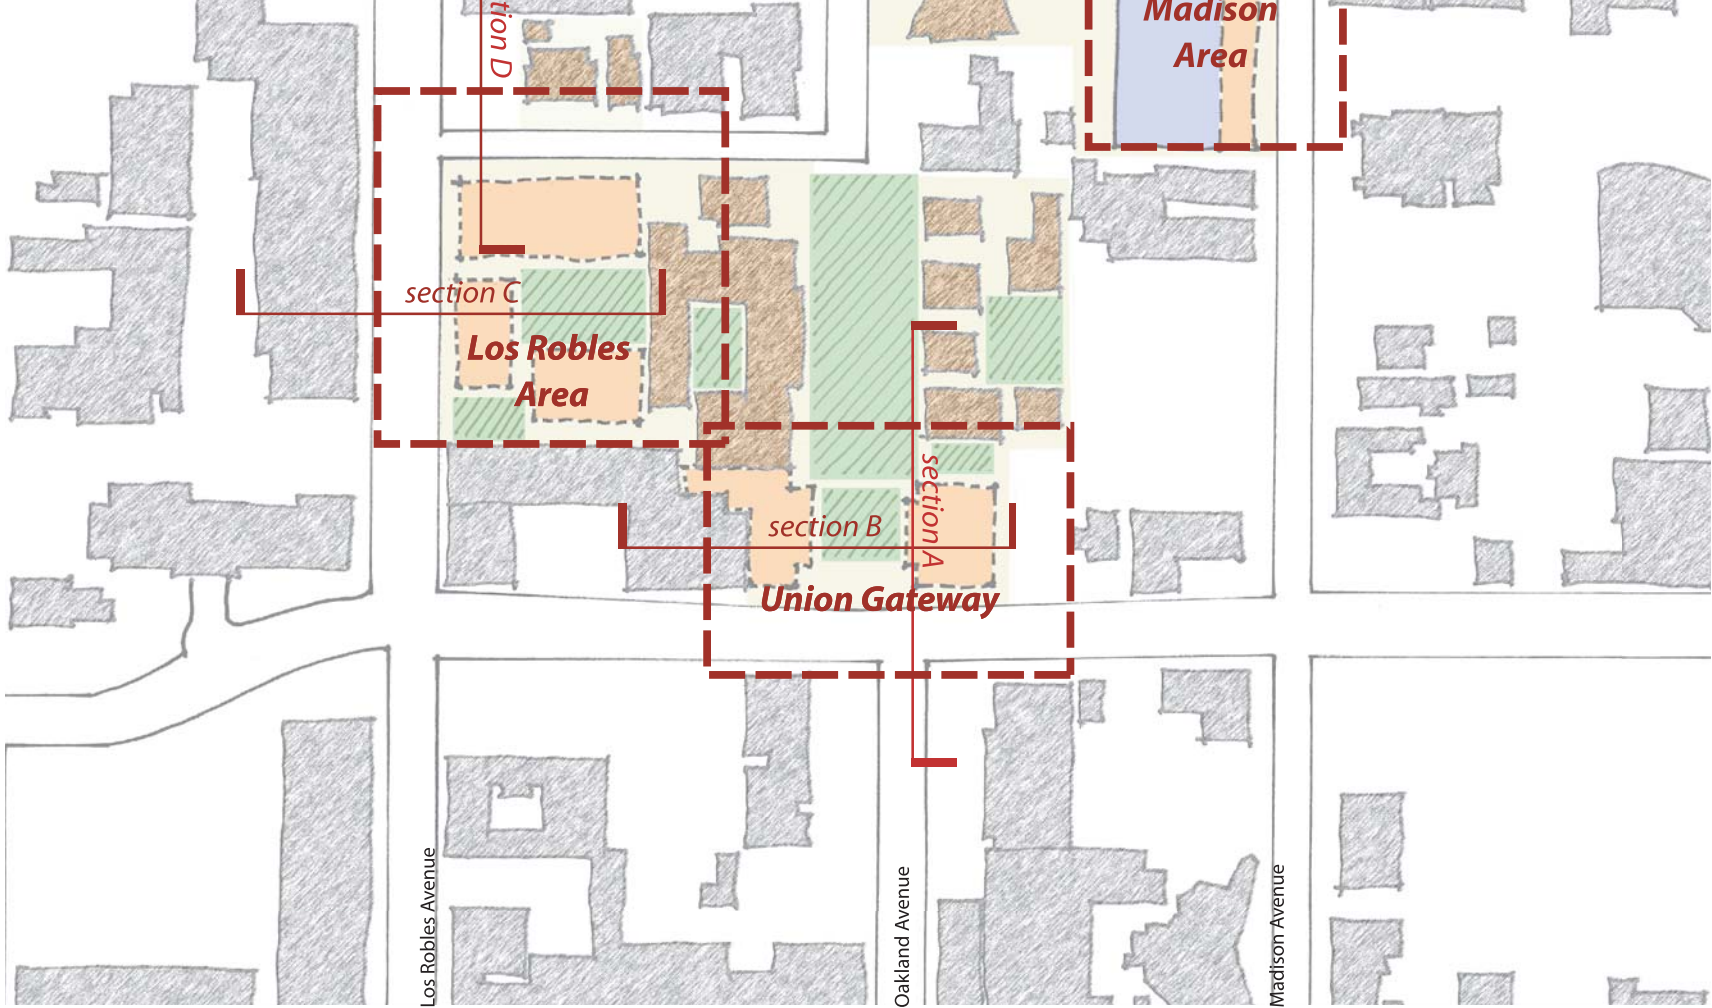 Madison
Area
tion D
section C
Los Robles
Area
section A
section B
Union Gateway
Los Robles Avenue
Oakland Avenue
Madison Avenue